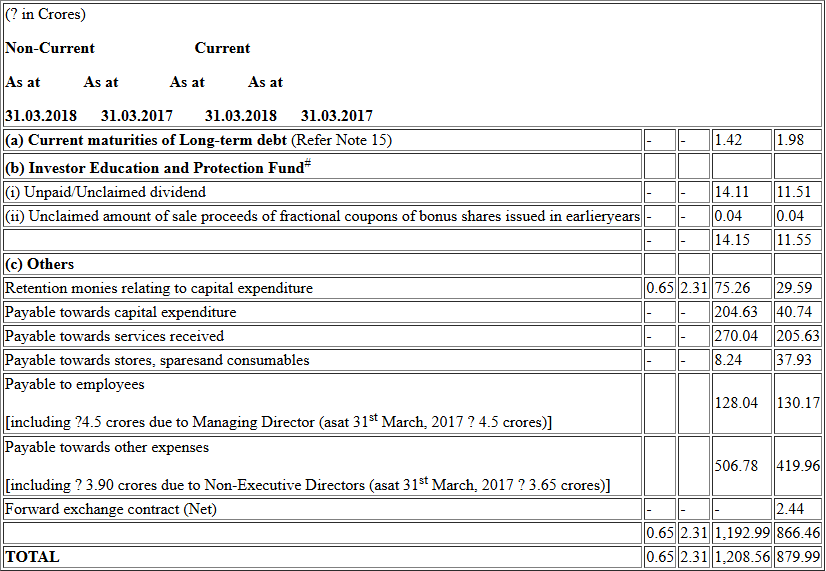 (? in Crores)
Non-Current Current
As at As at As at As at
31.03.2018 31.03.2017 31.03.2018 31.03.2017
(a) Current maturities of Long-term debt (Refer Note 15) - - 1.42 1.98
(b) Investor Education and Protection Fund#
(i) Unpaid/Unclaimed dividend - - 14.11 11.51
(ii) Unclaimed amount of sale proceeds of fractional coupons of bonus shares issued in earlieryears - - 0.04 0.04
- - 14.15 11.55
(c) Others
Retention monies relating to capital expenditure 0.65 2.31 75.26 29.59
Payable towards capital expenditure - - 204.63 40.74
Payable towards services received - - 270.04 205.63
Payable towards stores, sparesand consumables - - 8.24 37.93
Payable to employees
128.04 130.17
[including ?4.5 crores due to Managing Director (asat 31st March, 2017 ? 4.5 crores)]
Payable towards other expenses
506.78 419.96
[including ? 3.90 crores due to Non-Executive Directors (asat 31st March, 2017 ? 3.65 crores)]
Forward exchange contract (Net) - - - 2.44
0.65 2.31 1,192.99 866.46
TOTAL 0.65 2.31 1,208.56 879.99